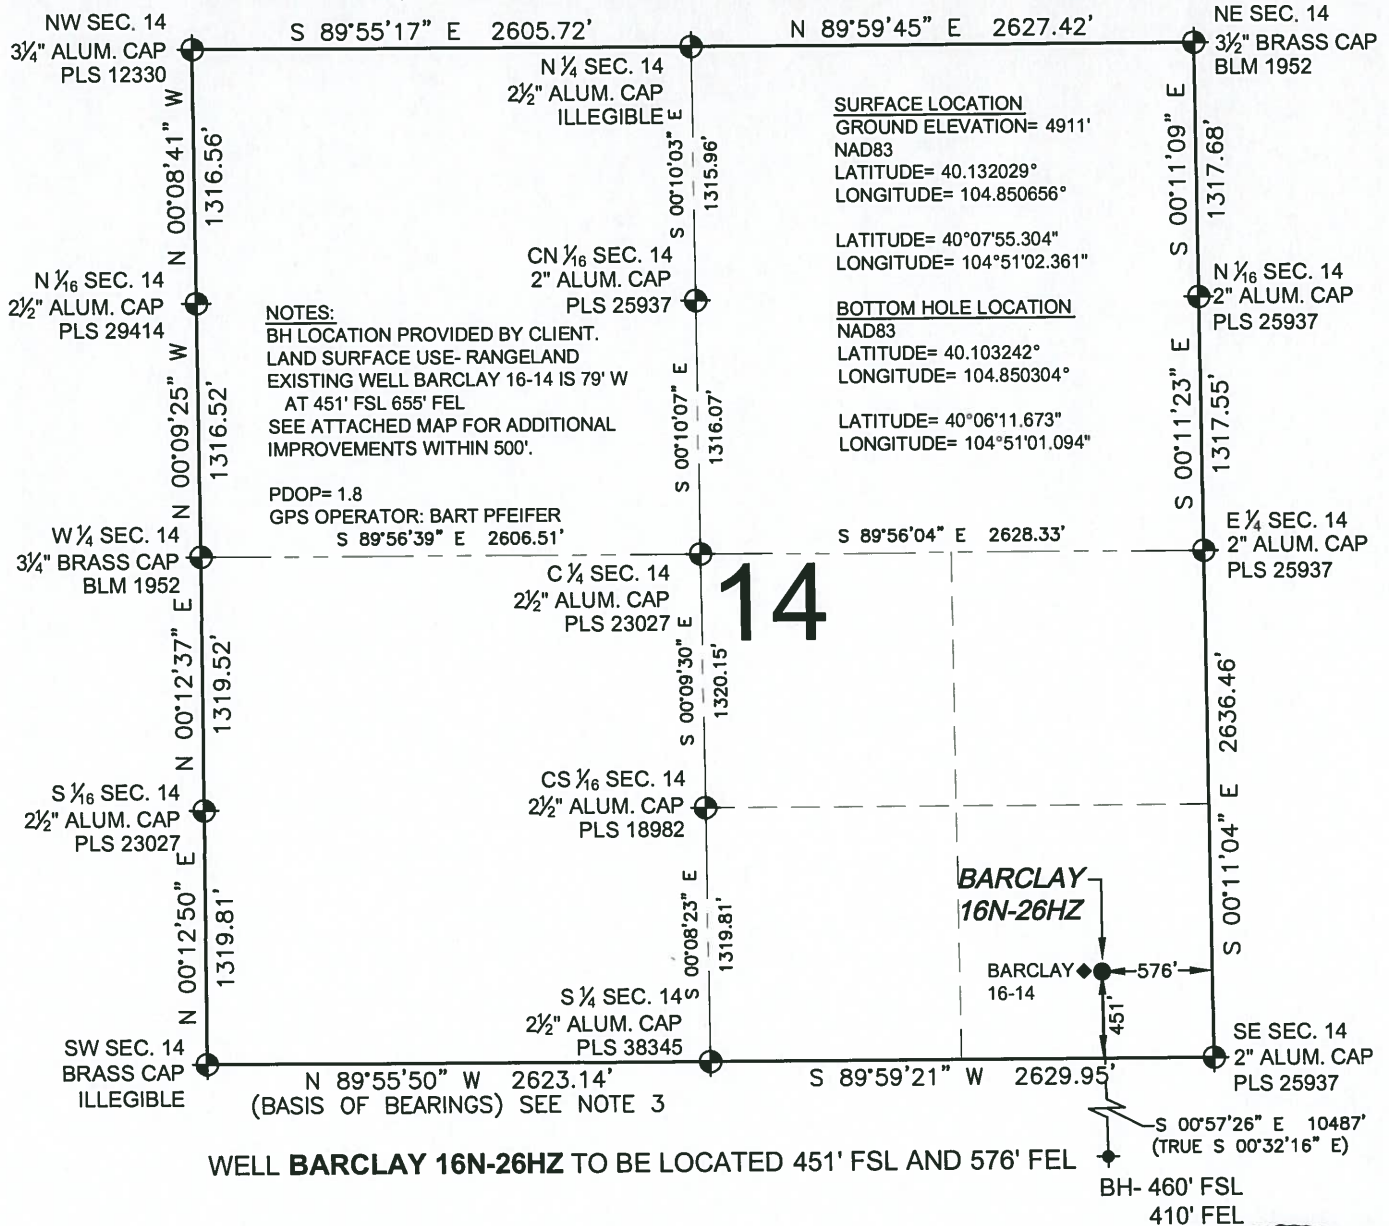 NW SEC. 14
3¼" ALUM. CAP
PLS 12330
S 89°55'17" E 2605.72'
N ¼ SEC. 14
2½" ALUM. CAP
ILLEGIBLE
N 89°59'45" E 2627.42'
NE SEC. 14
3½" BRASS CAP
BLM 1952
N 00°08'41" W
1316.56'
S 00°10'03" E
1315.96'
SURFACE LOCATION
GROUND ELEVATION= 4911'
NAD83
LATITUDE= 40.132029°
LONGITUDE= 104.850656°
LATITUDE= 40°07'55.304"
LONGITUDE= 104°51'02.361"
S 00°11'09" E
1317.68'
N 1⁄16 SEC. 14
2½" ALUM. CAP
PLS 29414
CN 1⁄16 SEC. 14
2" ALUM. CAP
PLS 25937
N 1⁄16 SEC. 14
2" ALUM. CAP
PLS 25937
NOTES:
BH LOCATION PROVIDED BY CLIENT.
LAND SURFACE USE- RANGELAND
EXISTING WELL BARCLAY 16-14 IS 79' W
AT 451' FSL 655' FEL
SEE ATTACHED MAP FOR ADDITIONAL
IMPROVEMENTS WITHIN 500'.
PDOP= 1.8
GPS OPERATOR: BART PFEIFER
BOTTOM HOLE LOCATION
NAD83
LATITUDE= 40.103242°
LONGITUDE= 104.850304°
LATITUDE= 40°06'11.673"
LONGITUDE= 104°51'01.094"
N 00°09'25" W
1316.52'
S 00°10'07" E
1316.07'
S 00°11'23" E
1317.55'
W ¼ SEC. 14
3¼" BRASS CAP
BLM 1952
S 89°56'39" E 2606.51'
C ¼ SEC. 14
2½" ALUM. CAP
PLS 23027
14
S 89°56'04" E 2628.33'
E ¼ SEC. 14
2" ALUM. CAP
PLS 25937
N 00°12'37" E
1319.52'
S 00°09'30" E
1320.15'
S 00°11'04" E 2636.46'
S 1⁄16 SEC. 14
2½" ALUM. CAP
PLS 23027
CS 1⁄16 SEC. 14
2½" ALUM. CAP
PLS 18982
N 00°12'50" E
1319.81'
S 00°08'23" E
1319.81'
BARCLAY
16N-26HZ
BARCLAY
16-14
576'
451'
SW SEC. 14
BRASS CAP
ILLEGIBLE
S ¼ SEC. 14
2½" ALUM. CAP
PLS 38345
SE SEC. 14
2" ALUM. CAP
PLS 25937
N 89°55'50" W 2623.14'
(BASIS OF BEARINGS) SEE NOTE 3
S 89°59'21" W 2629.95'
S 00°57'26" E 10487'
(TRUE S 00°32'16" E)
WELL BARCLAY 16N-26HZ TO BE LOCATED 451' FSL AND 576' FEL
BH- 460' FSL
410' FEL